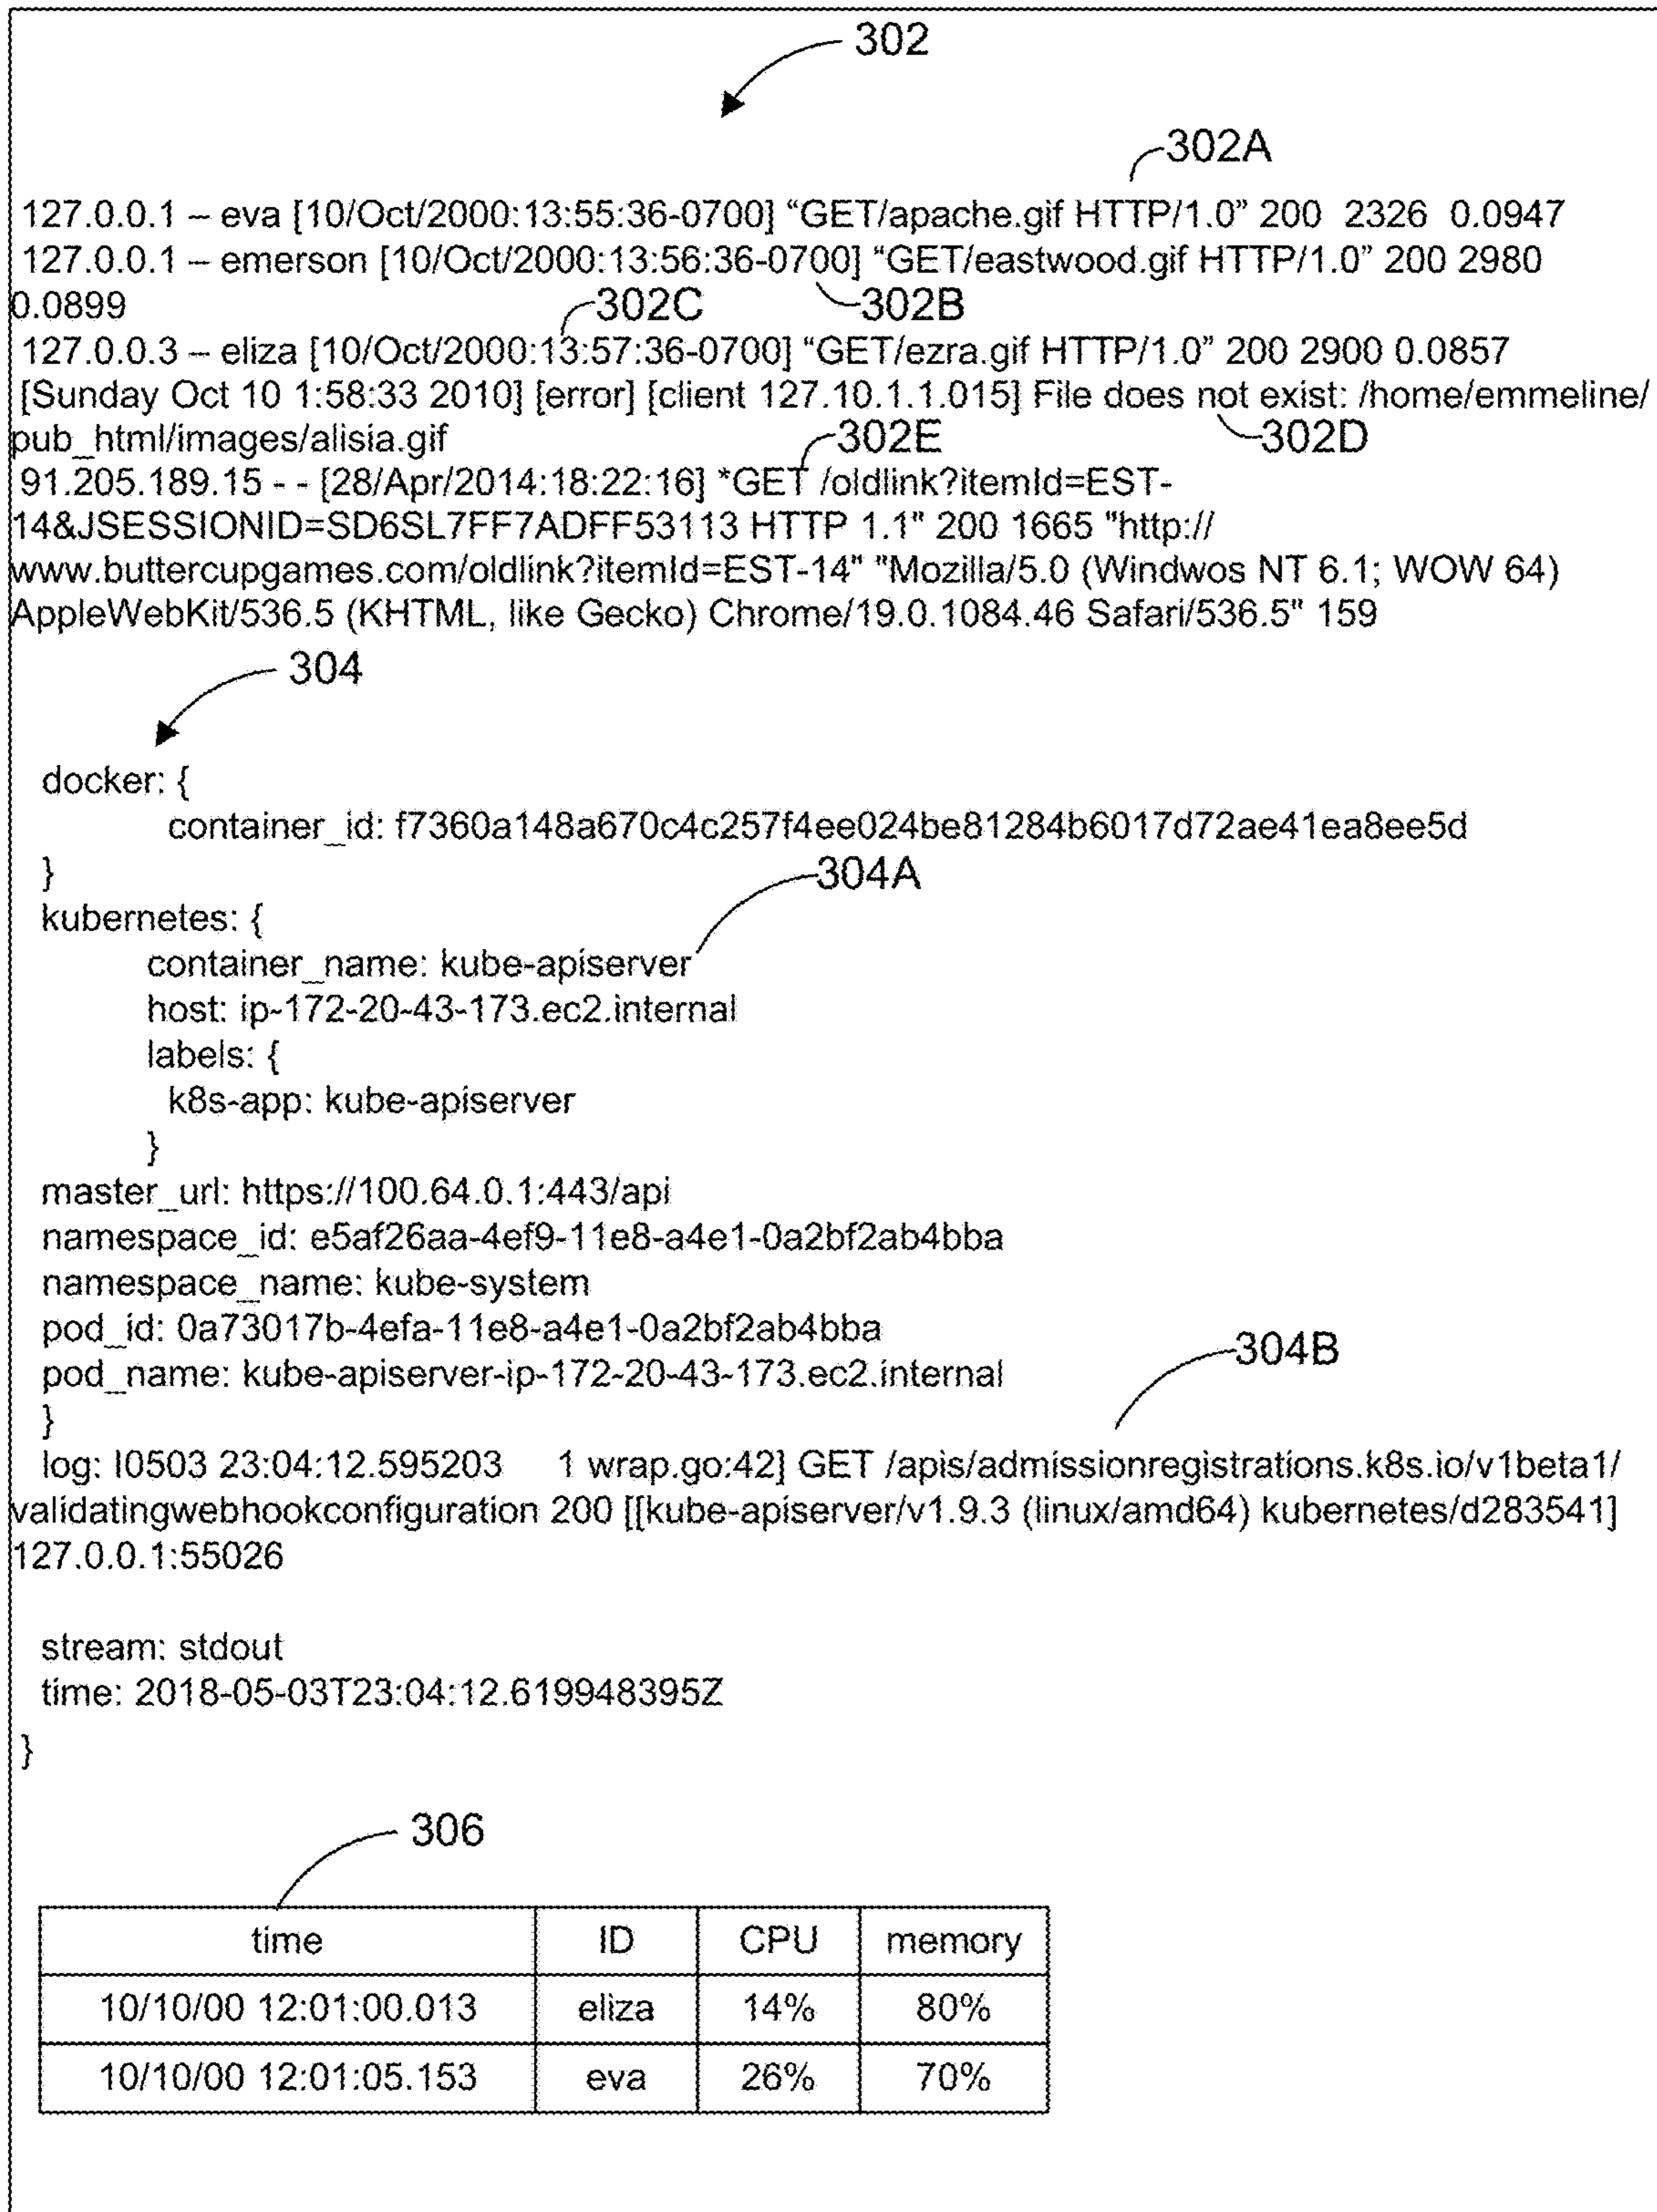 302
302A
127.0.0.1 – eva [10/Oct/2000:13:55:36-0700] “GET/apache.gif HTTP/1.0” 200 2326 0.0947
127.0.0.1 – emerson [10/Oct/2000:13:56:36-0700] “GET/eastwood.gif HTTP/1.0” 200 2980
0.0899
302C
302B
127.0.0.3 – eliza [10/Oct/2000:13:57:36-0700] “GET/ezra.gif HTTP/1.0” 200 2900 0.0857
[Sunday Oct 10 1:58:33 2010] [error] [client 127.10.1.1.015] File does not exist: /home/emmeline/
pub_html/images/alisia.gif
302E
302D
91.205.189.15 - - [28/Apr/2014:18:22:16] *GET /oldlink?itemId=EST-
14&JSESSIONID=SD6SL7FF7ADFF53113 HTTP 1.1" 200 1665 "http://
www.buttercupgames.com/oldlink?itemId=EST-14" "Mozilla/5.0 (Windwos NT 6.1; WOW 64)
AppleWebKit/536.5 (KHTML, like Gecko) Chrome/19.0.1084.46 Safari/536.5" 159
304
docker: {
container_id: f7360a148a670c4c257f4ee024be81284b6017d72ae41ea8ee5d
}
304A
kubernetes: {
container_name: kube-apiserver
host: ip-172-20-43-173.ec2.internal
labels: {
k8s-app: kube-apiserver
}
master_url: https://100.64.0.1:443/api
namespace_id: e5af26aa-4ef9-11e8-a4e1-0a2bf2ab4bba
namespace_name: kube-system
pod_id: 0a73017b-4efa-11e8-a4e1-0a2bf2ab4bba
304B
pod_name: kube-apiserver-ip-172-20-43-173.ec2.internal
}
log: I0503 23:04:12.595203 1 wrap.go:42] GET /apis/admissionregistrations.k8s.io/v1beta1/
validatingwebhookconfiguration 200 [[kube-apiserver/v1.9.3 (linux/amd64) kubernetes/d283541]
127.0.0.1:55026
stream: stdout
time: 2018-05-03T23:04:12.619948395Z
}
306
time ID CPU memory
10/10/00 12:01:00.013 eliza 14% 80%
10/10/00 12:01:05.153 eva 26% 70%